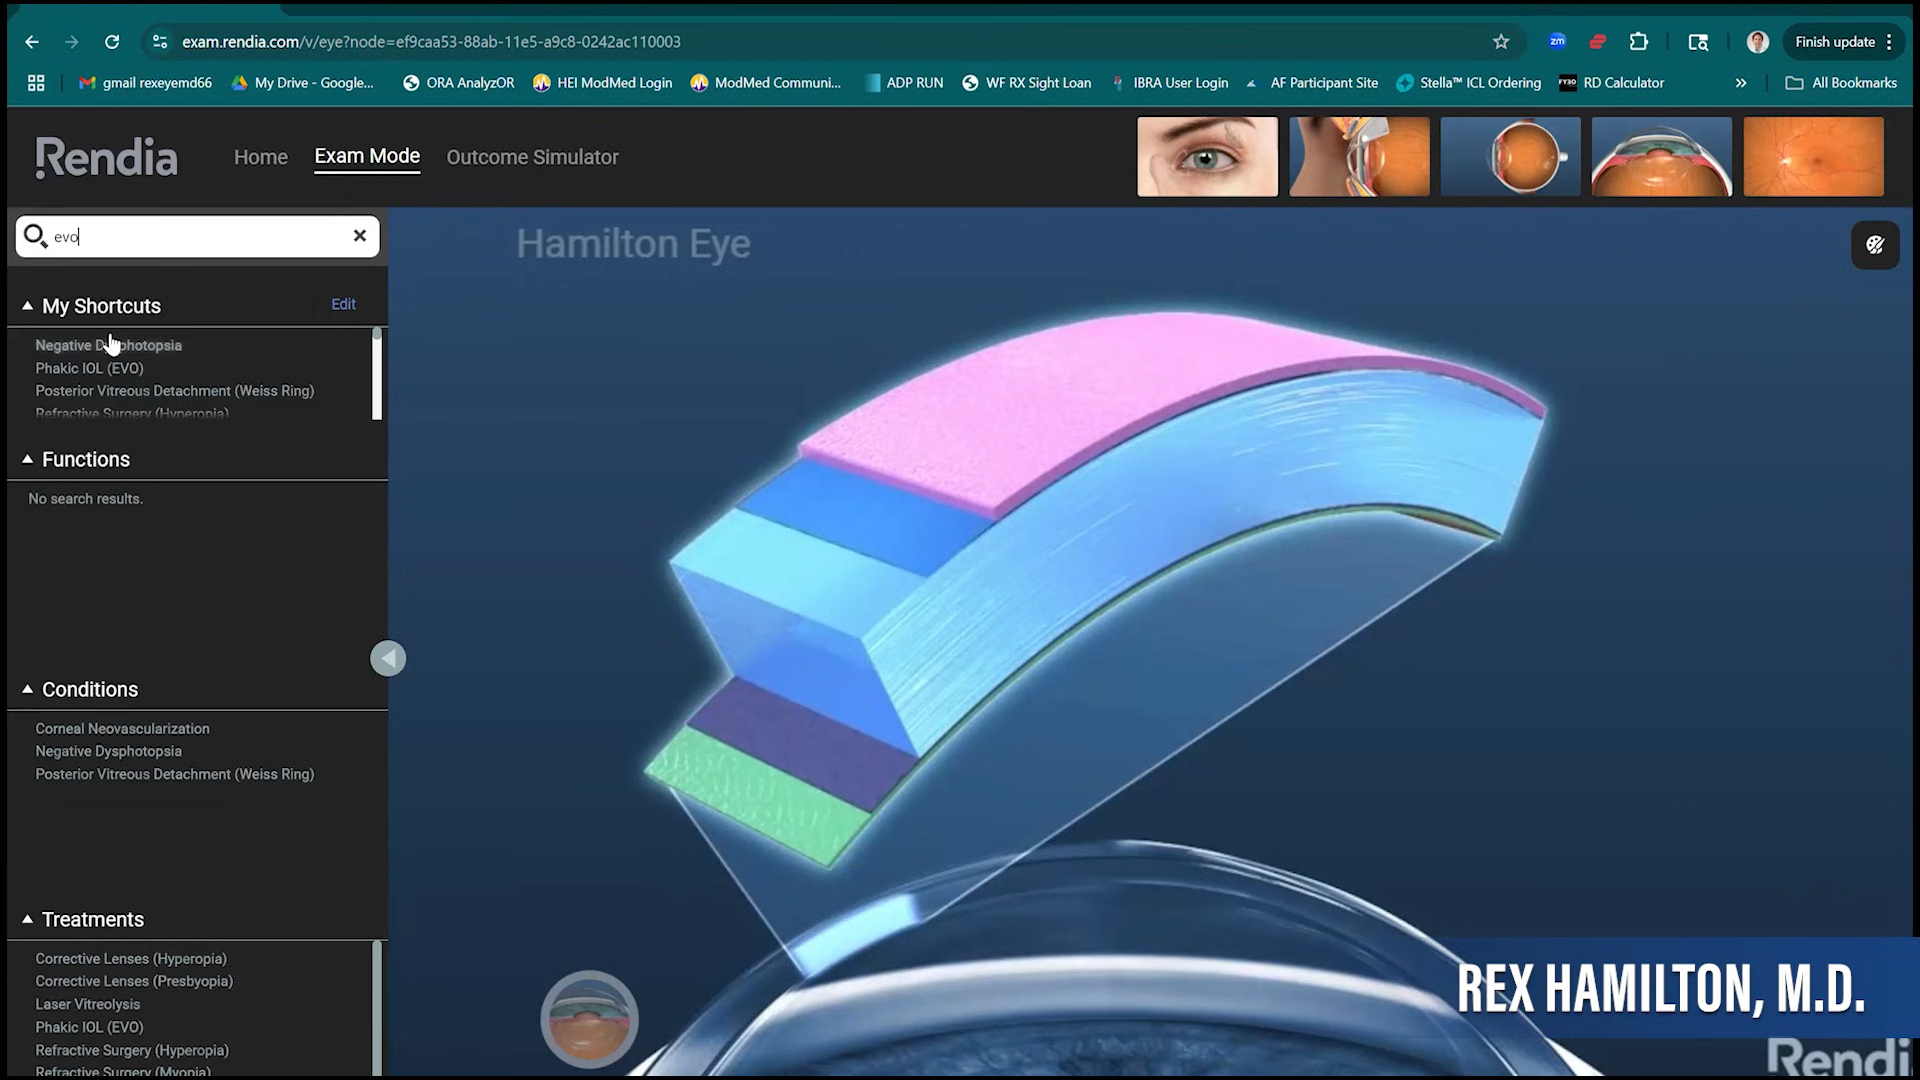 exam.rendia.com/v/eye?node=ef9caa53-88ab-11e5-a9c8-0242ac110003
zm
Finish update
gmail rexeyemd66
My Drive - Google...
ORA AnalyzOR
HEI ModMed Login
ModMed Communi...
ADP RUN
WF RX Sight Loan
IBRA User Login
AF Participant Site
Stella™ ICL Ordering
RD Calculator
»
All Bookmarks
Rendia
Home
Exam Mode
Outcome Simulator
evo
Hamilton Eye
My Shortcuts
Edit
Negative Dysphotopsia
Phakic IOL (EVO)
Posterior Vitreous Detachment (Weiss Ring)
Refractive Surgery (Hyperopia)
Functions
No search results.
Conditions
Corneal Neovascularization
Negative Dysphotopsia
Posterior Vitreous Detachment (Weiss Ring)
Treatments
Corrective Lenses (Hyperopia)
Corrective Lenses (Presbyopia)
Laser Vitreolysis
Phakic IOL (EVO)
Refractive Surgery (Hyperopia)
Refractive Surgery (Myopia)
REX HAMILTON, M.D.
Rendi